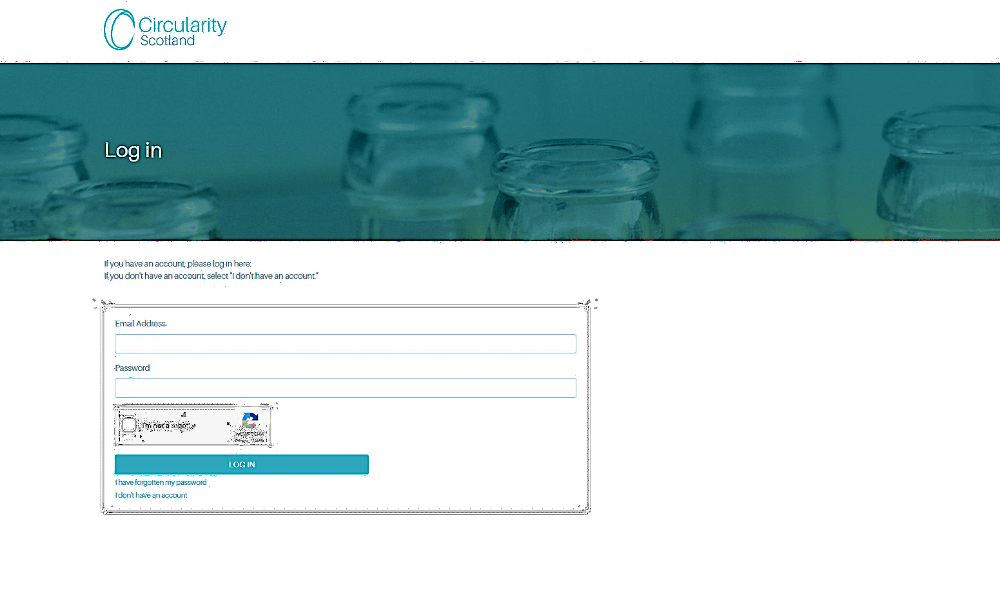 Circularity
Scotland
Log in
If you have an account, please log in here:
If you don't have an account, select "I don't have an account."
Email Address
Password
I'm not a robot
LOG IN
I have forgotten my password
I don't have an account